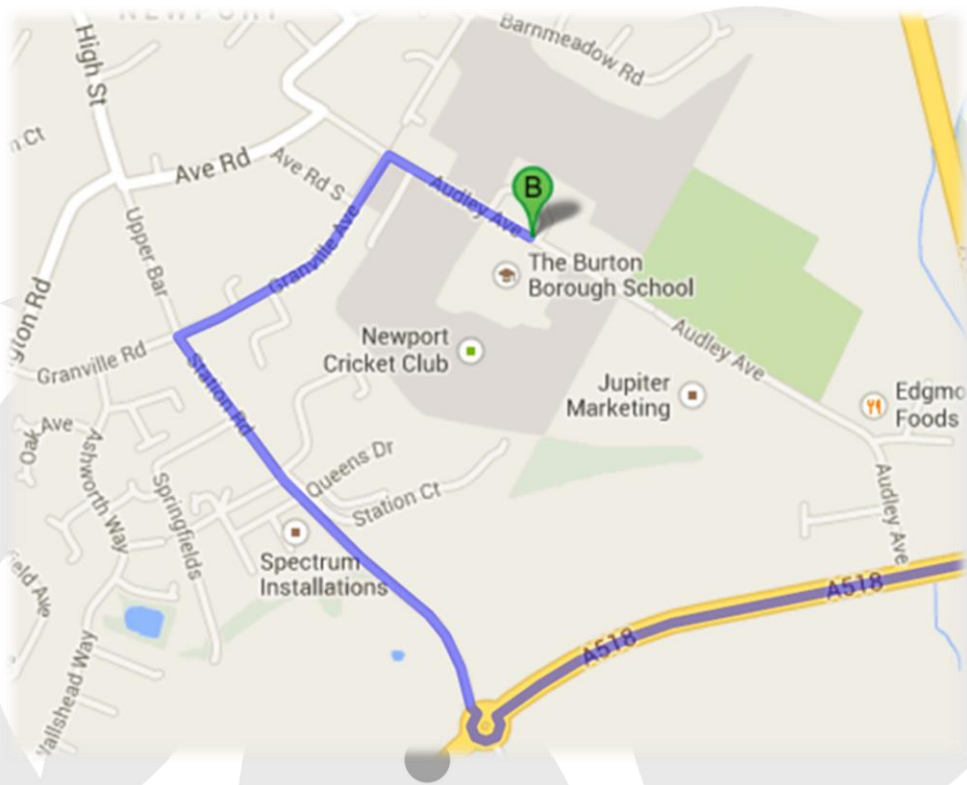 NEWPORT
Barnmeadow Rd
High St
Ave Rd
Ave Rd S
Audley Ave
B
Upper Bar
Granville Ave
The Burton
Borough School
Newport
Cricket Club
Audley Ave
Granville Rd
Station Rd
Jupiter
Marketing
Edgmo
Foods
Oak Ave
Ashworth Way
Queens Dr
Station Ct
Springfields
Audley Ave
Spectrum
Installations
A518
A518